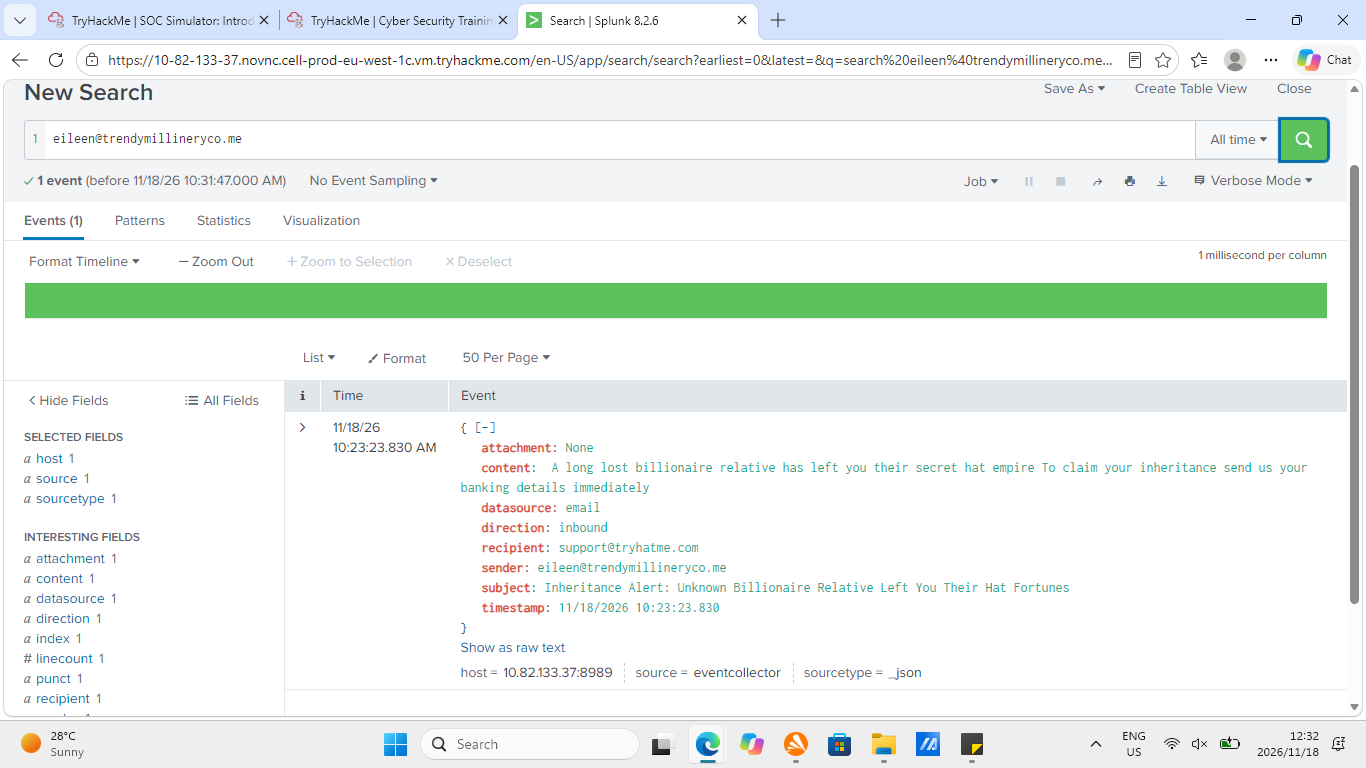 TryHackMe | SOC Simulator: Introd
TryHackMe | Cyber Security Trainin
Search | Splunk 8.2.6
https://10-82-133-37.novnc.cell-prod-eu-west-1c.vm.tryhackme.com/en-US/app/search/search?earliest=0&latest=&q=search%20eileen%40trendymillineryco.me...
Chat
New Search
Save As
Create Table View
Close
1 eileen@trendymillineryco.me
All time
1 event (before 11/18/26 10:31:47.000 AM)
No Event Sampling
Job
Verbose Mode
Events (1)
Patterns
Statistics
Visualization
Format Timeline
— Zoom Out
+ Zoom to Selection
× Deselect
1 millisecond per column
List
Format
50 Per Page
< Hide Fields
All Fields
i
Time
Event
SELECTED FIELDS
a host 1
a source 1
a sourcetype 1
INTERESTING FIELDS
a attachment 1
a content 1
a datasource 1
a direction 1
a index 1
# linecount 1
a punct 1
a recipient 1
>
11/18/26
10:23:23.830 AM
{ [-]
attachment: None
content: A long lost billionaire relative has left you their secret hat empire To claim your inheritance send us your
banking details immediately
datasource: email
direction: inbound
recipient: support@tryhatme.com
sender: eileen@trendymillineryco.me
subject: Inheritance Alert: Unknown Billionaire Relative Left You Their Hat Fortunes
timestamp: 11/18/2026 10:23:23.830
}
Show as raw text
host = 10.82.133.37:8989
source = eventcollector
sourcetype = _json
28°C
Sunny
Search
ENG
US
12:32
2026/11/18